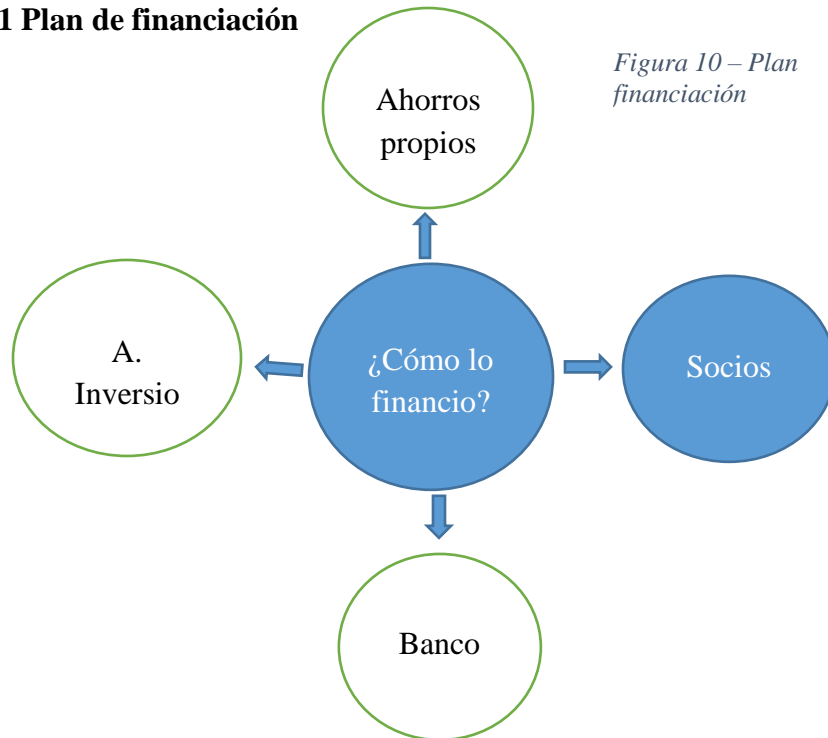 1 Plan de financiación
Figura 10 – Plan
financiación
Ahorros
propios
A.
Inversio
¿Cómo lo
financio?
Socios
Banco